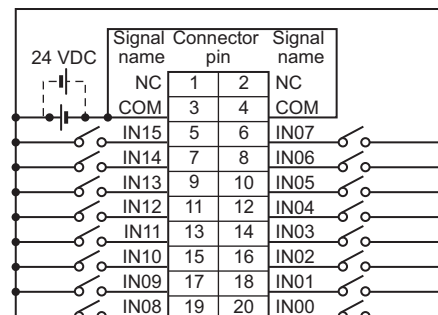 Signal Connector Signal
24 VDC name pin name
NC 1 2 NC
COM 3 4 COM
IN15 5 6 IN07
IN14 7 8 IN06
IN13 9 10 IN05
IN12 11 12 IN04
IN11 13 14 IN03
IN10 15 16 IN02
IN09 17 18 IN01
IN08 19 20 IN00